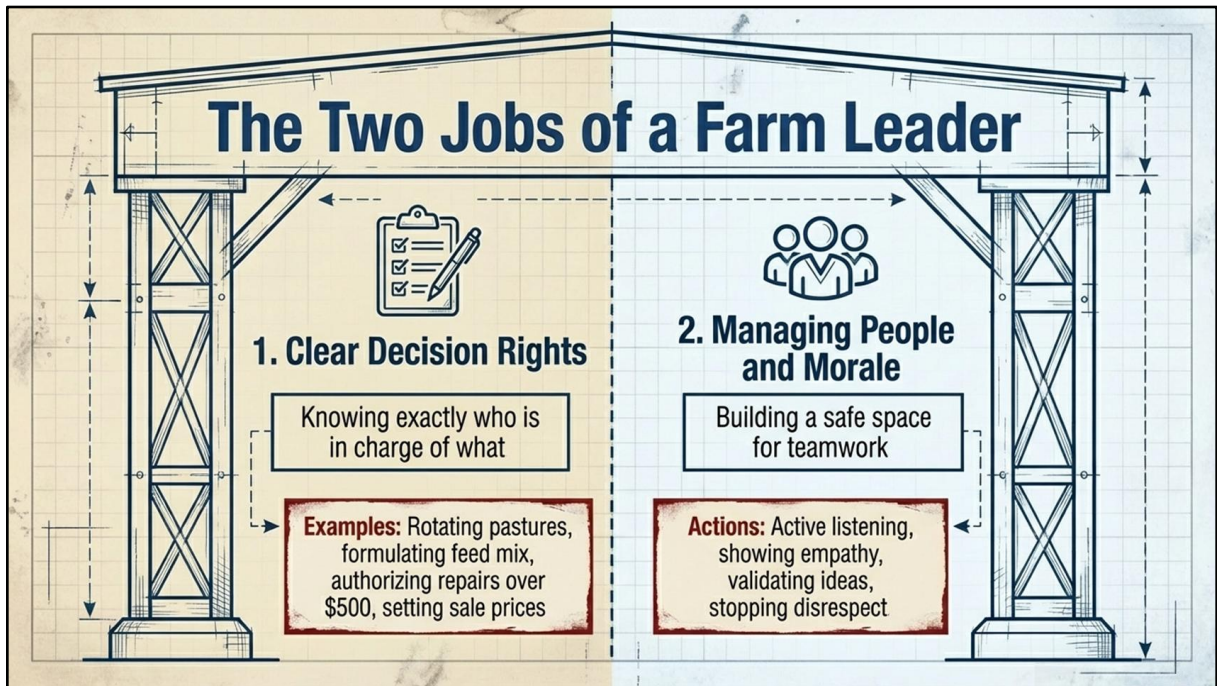 The Two Jobs of a Farm Leader
1. Clear Decision Rights
Knowing exactly who is
in charge of what
Examples: Rotating pastures,
formulating feed mix,
authorizing repairs over
$500, setting sale prices
2. Managing People
and Morale
Building a safe space
for teamwork
Actions: Active listening,
showing empathy,
validating ideas,
stopping disrespect